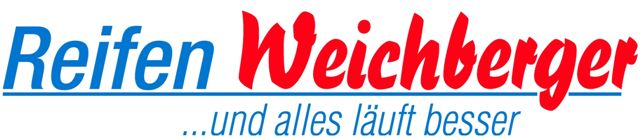 Reifen Weichberger
...und alles läuft besser